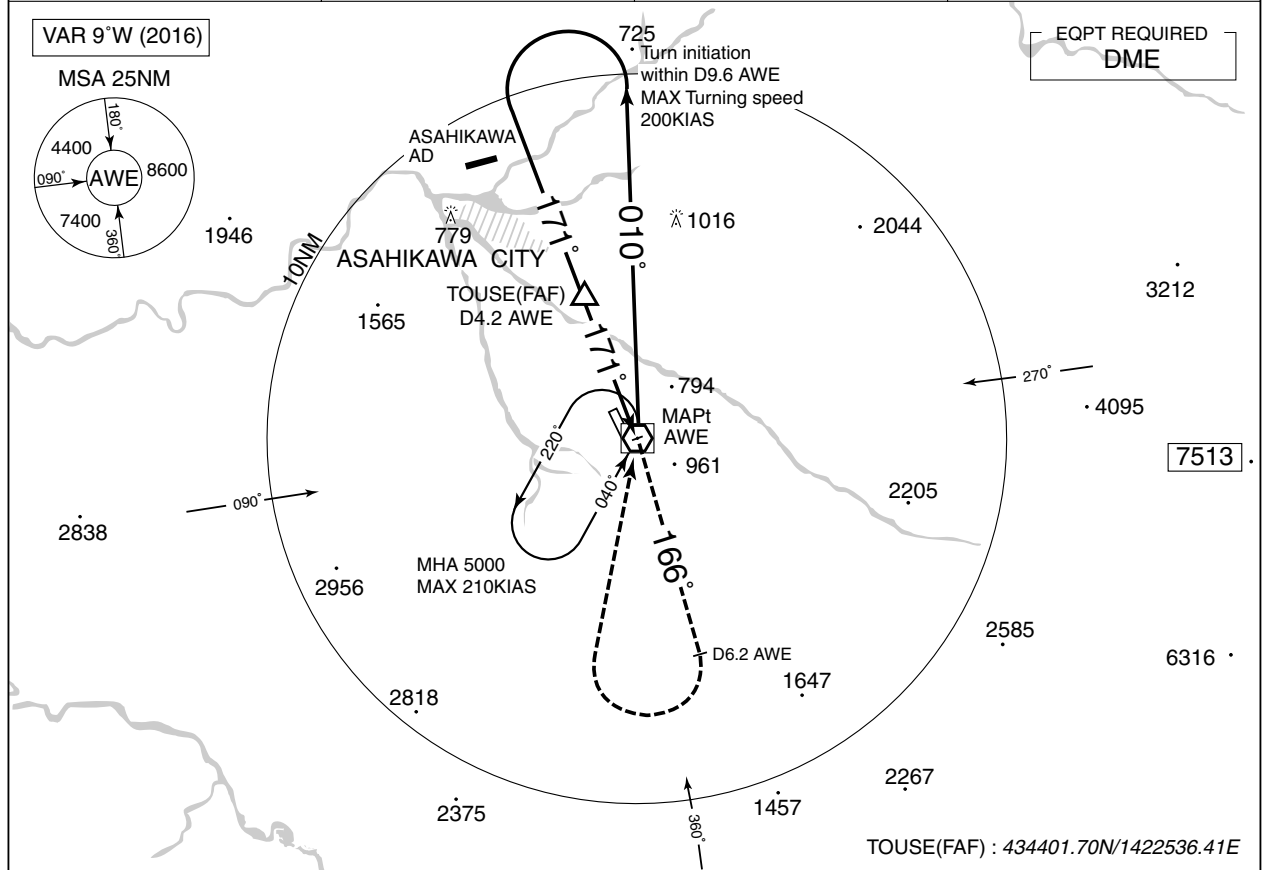 VAR 9°W (2016)
MSA 25NM
180°
4400
8600
090°
AWE
7400
360°
725
Turn initiation
within D9.6 AWE
MAX Turning speed
200KIAS
EQPT REQUIRED
DME
ASAHIKAWA
AD
171°
010°
1016
2044
1946
779
ASAHIKAWA CITY
10NM
3212
TOUSE(FAF)
D4.2 AWE
1565
171°
794
270°
4095
MAPt
AWE
220°
961
7513
040°
2205
090°
2838
166°
MHA 5000
MAX 210KIAS
2956
2585
D6.2 AWE
6316
1647
2818
2267
2375
1457
360°
TOUSE(FAF) : 434401.70N/1422536.41E